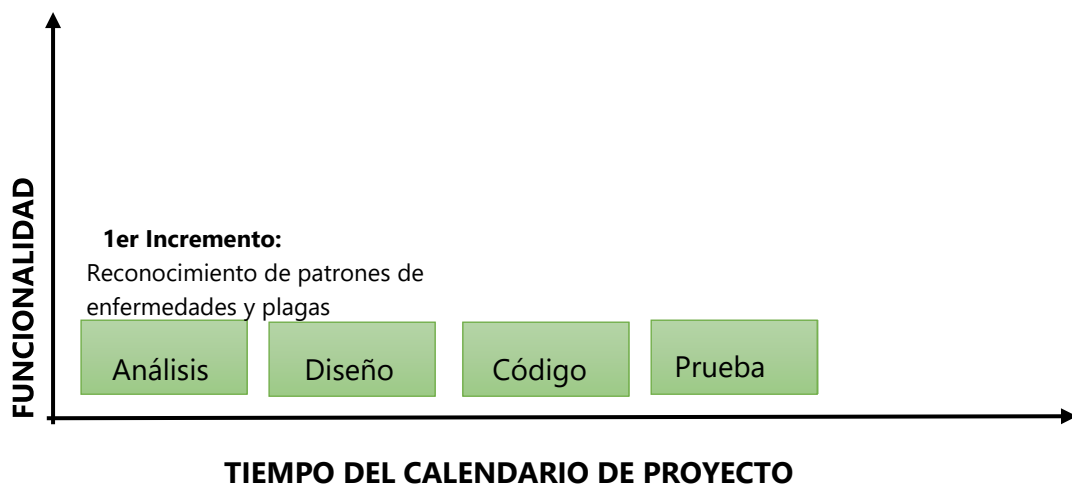 FUNCIONALIDAD
1er Incremento:
Reconocimiento de patrones de
enfermedades y plagas
Análisis
Diseño
Código
Prueba
TIEMPO DEL CALENDARIO DE PROYECTO